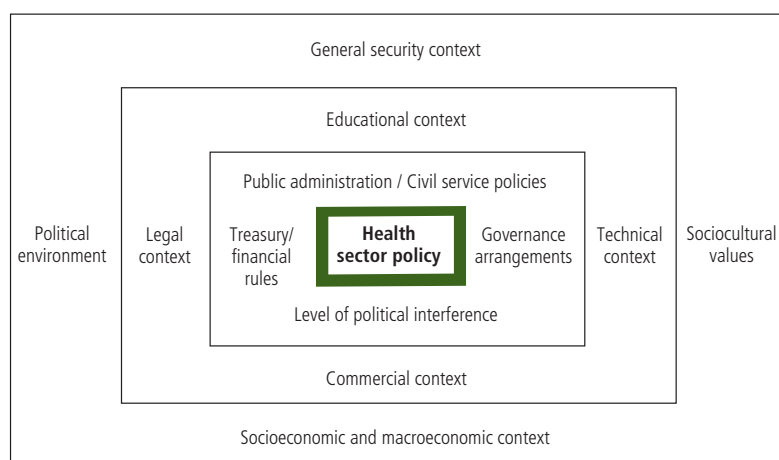 General security context
Educational context
Public administration / Civil service policies
Political
environment
Legal
context
Treasury/
financial
rules
Health
sector policy
Governance
arrangements
Technical
context
Sociocultural
values
Level of political interference
Commercial context
Socioeconomic and macroeconomic context